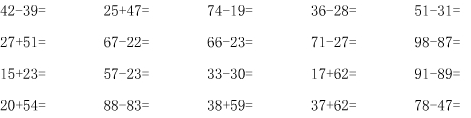 42-39= 25+47= 74-19= 36-28= 51-31=
27+51= 67-22= 66-23= 71-27= 98-87=
15+23= 57-23= 33-30= 17+62= 91-89=
20+54= 88-83= 38+59= 37+62= 78-47=